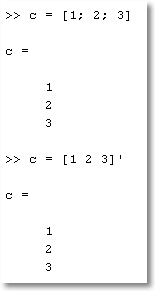 >> c = [1; 2; 3]
c =
1
2
3
>> c = [1 2 3]'
c =
1
2
3